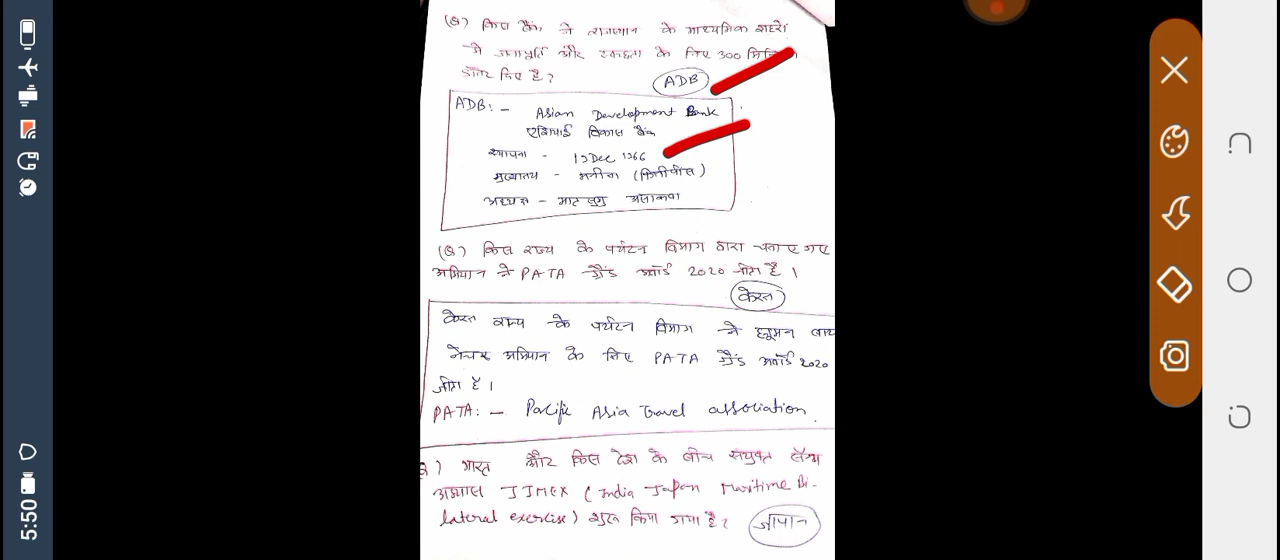 (Q) किस बैंक ने राजस्थान के माध्यमिक शहरो
मे जलापूर्ति और स्वच्छता के लिए 300 मिलियन
डॉलर दिए है?
ADB
ADB:- Asian Development Bank
एशियाई विकास बैंक
स्थापना - 19 Dec 1966
मुख्यालय - मनीला (फिलीपींस)
अध्यक्ष - मात्सुगु असाकावा
(Q) किस राज्य के पर्यटन विभाग द्वारा चलाए गए
अभियान ने PATA ग्रैंड अवॉर्ड 2020 जीता है।
केरल
केरल राज्य के पर्यटन विभाग ने ह्यूमन बाय
नेचर अभियान के लिए PATA ग्रैंड अवॉर्ड 2020
जीता है।
PATA:- Pacific Asia Travel association.
Q) भारत और किस देश के बीच संयुक्त सैन्य
अभ्यास JIMEX (India Japan Maritime Bi-
lateral exercise) शुरू किया गया है?
जापान
5:50